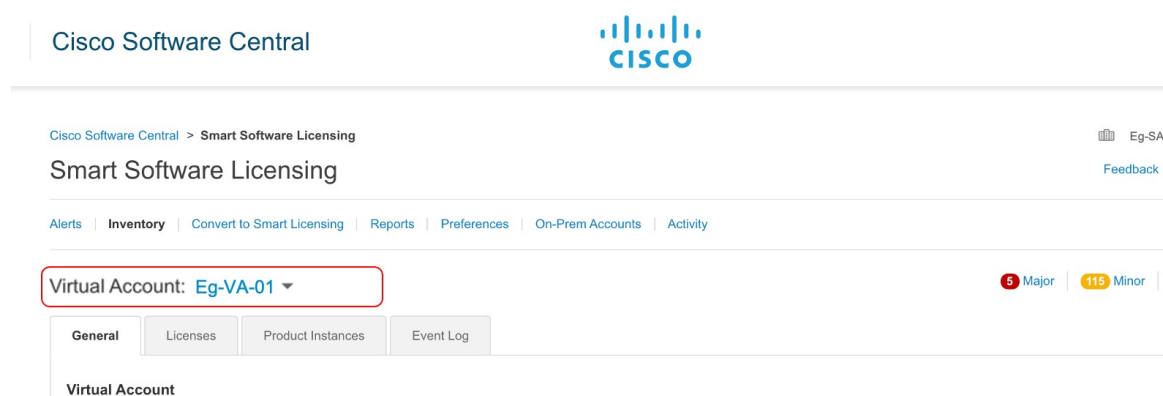 Cisco Software Central
CISCO
Cisco Software Central > Smart Software Licensing
Eg-SA
Smart Software Licensing
Feedback
Alerts | Inventory | Convert to Smart Licensing | Reports | Preferences | On-Prem Accounts | Activity
Virtual Account: Eg-VA-01
5 Major | 115 Minor
General Licenses Product Instances Event Log
Virtual Account